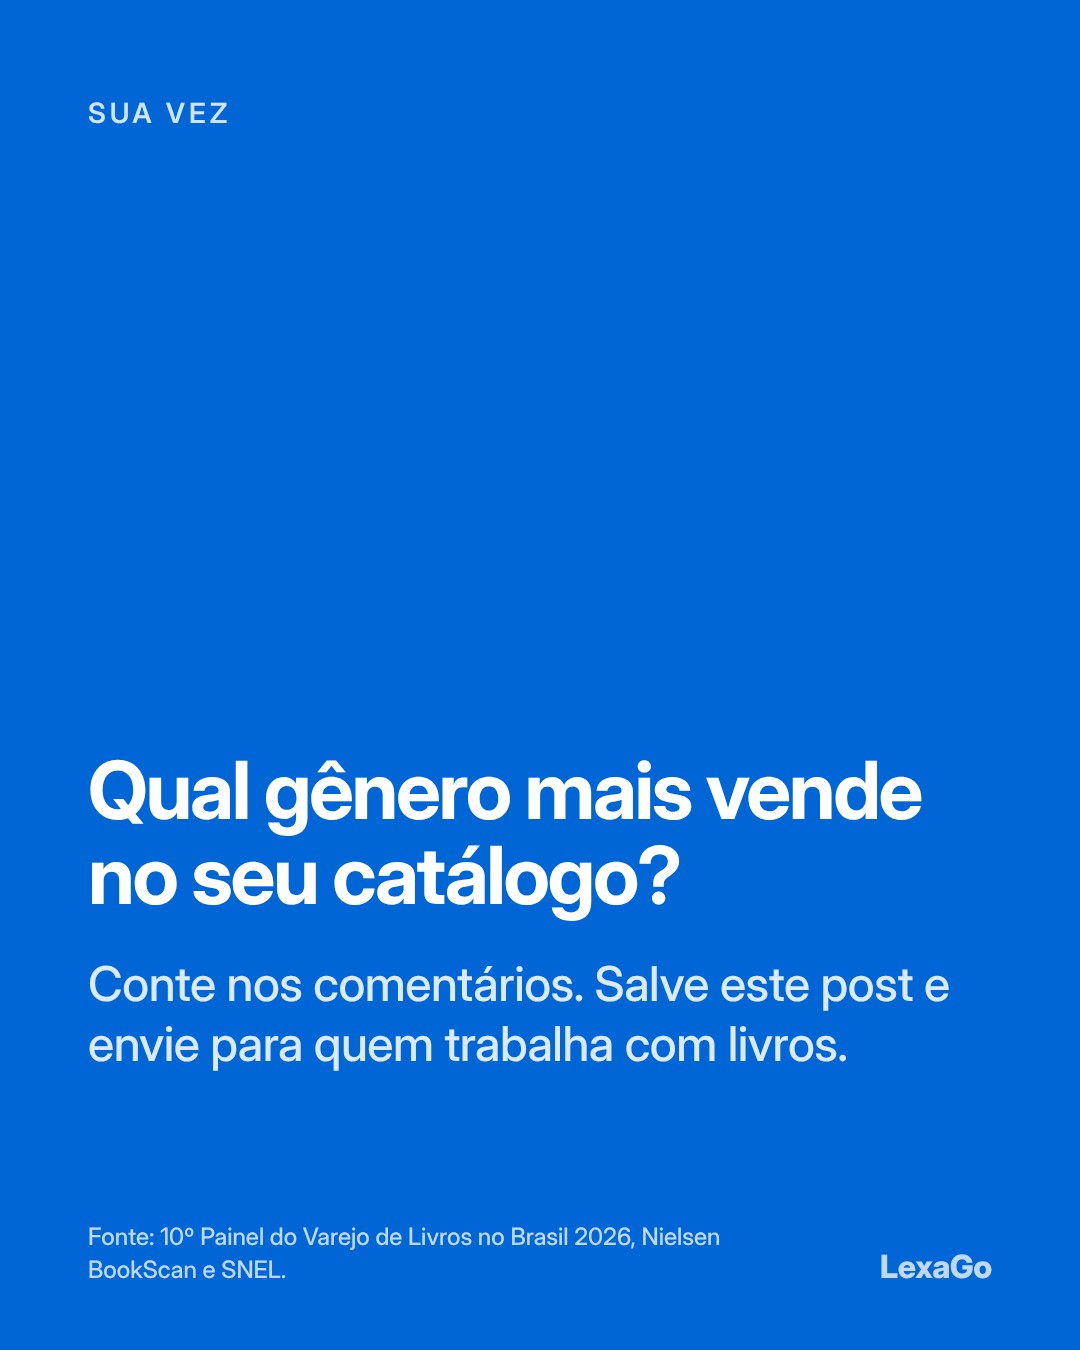 SUA VEZ
Qual gênero mais vende
no seu catálogo?
Conte nos comentários. Salve este post e
envie para quem trabalha com livros.
Fonte: 10º Painel do Varejo de Livros no Brasil 2026, Nielsen
BookScan e SNEL.
LexaGo